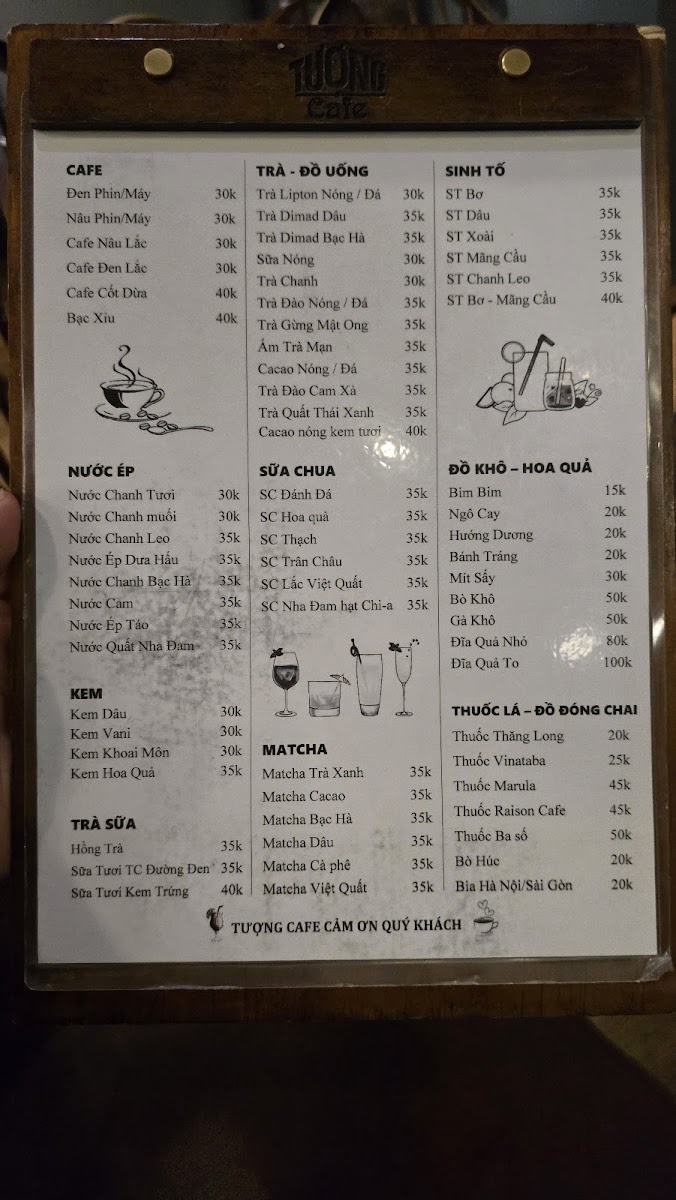 TƯỢNG
Cafe
CAFE
Đen Phin/Máy 30k
Nâu Phin/Máy 30k
Cafe Nâu Lắc 30k
Cafe Đen Lắc 30k
Cafe Cốt Dừa 40k
Bạc Xỉu 40k
NƯỚC ÉP
Nước Chanh Tươi 30k
Nước Chanh muối 30k
Nước Chanh Leo 35k
Nước Ép Dưa Hấu 35k
Nước Chanh Bạc Hà 35k
Nước Cam 35k
Nước Ép Táo 35k
Nước Quất Nha Đam 35k
KEM
Kem Dâu 30k
Kem Vani 30k
Kem Khoai Môn 30k
Kem Hoa Quả 35k
TRÀ SỮA
Hồng Trà 35k
Sữa Tươi TC Đường Đen 35k
Sữa Tươi Kem Trứng 40k
TRÀ - ĐỒ UỐNG
Trà Lipton Nóng / Đá 30k
Trà Dimad Dâu 35k
Trà Dimad Bạc Hà 35k
Sữa Nóng 30k
Trà Chanh 30k
Trà Đào Nóng / Đá 35k
Trà Gừng Mật Ong 35k
Ấm Trà Mạn 35k
Cacao Nóng / Đá 35k
Trà Đào Cam Xả 35k
Trà Quất Thái Xanh 35k
Cacao nóng kem tươi 40k
SỮA CHUA
SC Đánh Đá 35k
SC Hoa quả 35k
SC Thạch 35k
SC Trân Châu 35k
SC Lắc Việt Quất 35k
SC Nha Đam hạt Chi-a 35k
MATCHA
Matcha Trà Xanh 35k
Matcha Cacao 35k
Matcha Bạc Hà 35k
Matcha Dâu 35k
Matcha Cà phê 35k
Matcha Việt Quất 35k
SINH TỐ
ST Bơ 35k
ST Dâu 35k
ST Xoài 35k
ST Mãng Cầu 35k
ST Chanh Leo 35k
ST Bơ - Mãng Cầu 40k
ĐỒ KHÔ – HOA QUẢ
Bim Bim 15k
Ngô Cay 20k
Hướng Dương 20k
Bánh Tráng 20k
Mít Sấy 30k
Bò Khô 50k
Gà Khô 50k
Đĩa Quả Nhỏ 80k
Đĩa Quả To 100k
THUỐC LÁ – ĐỒ ĐÓNG CHAI
Thuốc Thăng Long 20k
Thuốc Vinataba 25k
Thuốc Marula 45k
Thuốc Raison Cafe 45k
Thuốc Ba số 50k
Bò Húc 20k
Bia Hà Nội/Sài Gòn 20k
TƯỢNG CAFE CẢM ƠN QUÝ KHÁCH